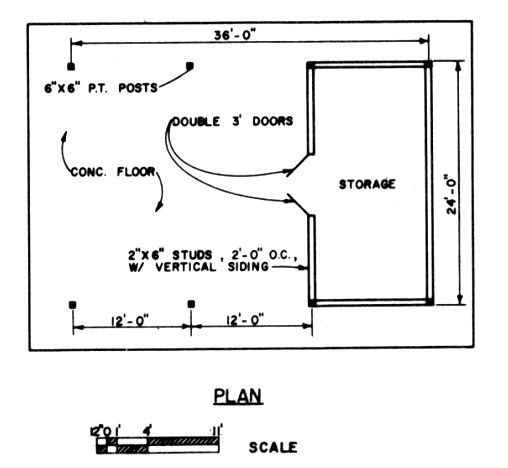 36'-0"
6"X6" P.T. POSTS
DOUBLE 3' DOORS
CONC. FLOOR
STORAGE
24'-0"
2"X6" STUDS , 2'-0" O.C.,
W/ VERTICAL SIDING
12'-0" 12'-0"
PLAN
12" 0 1' 4' 11'
SCALE